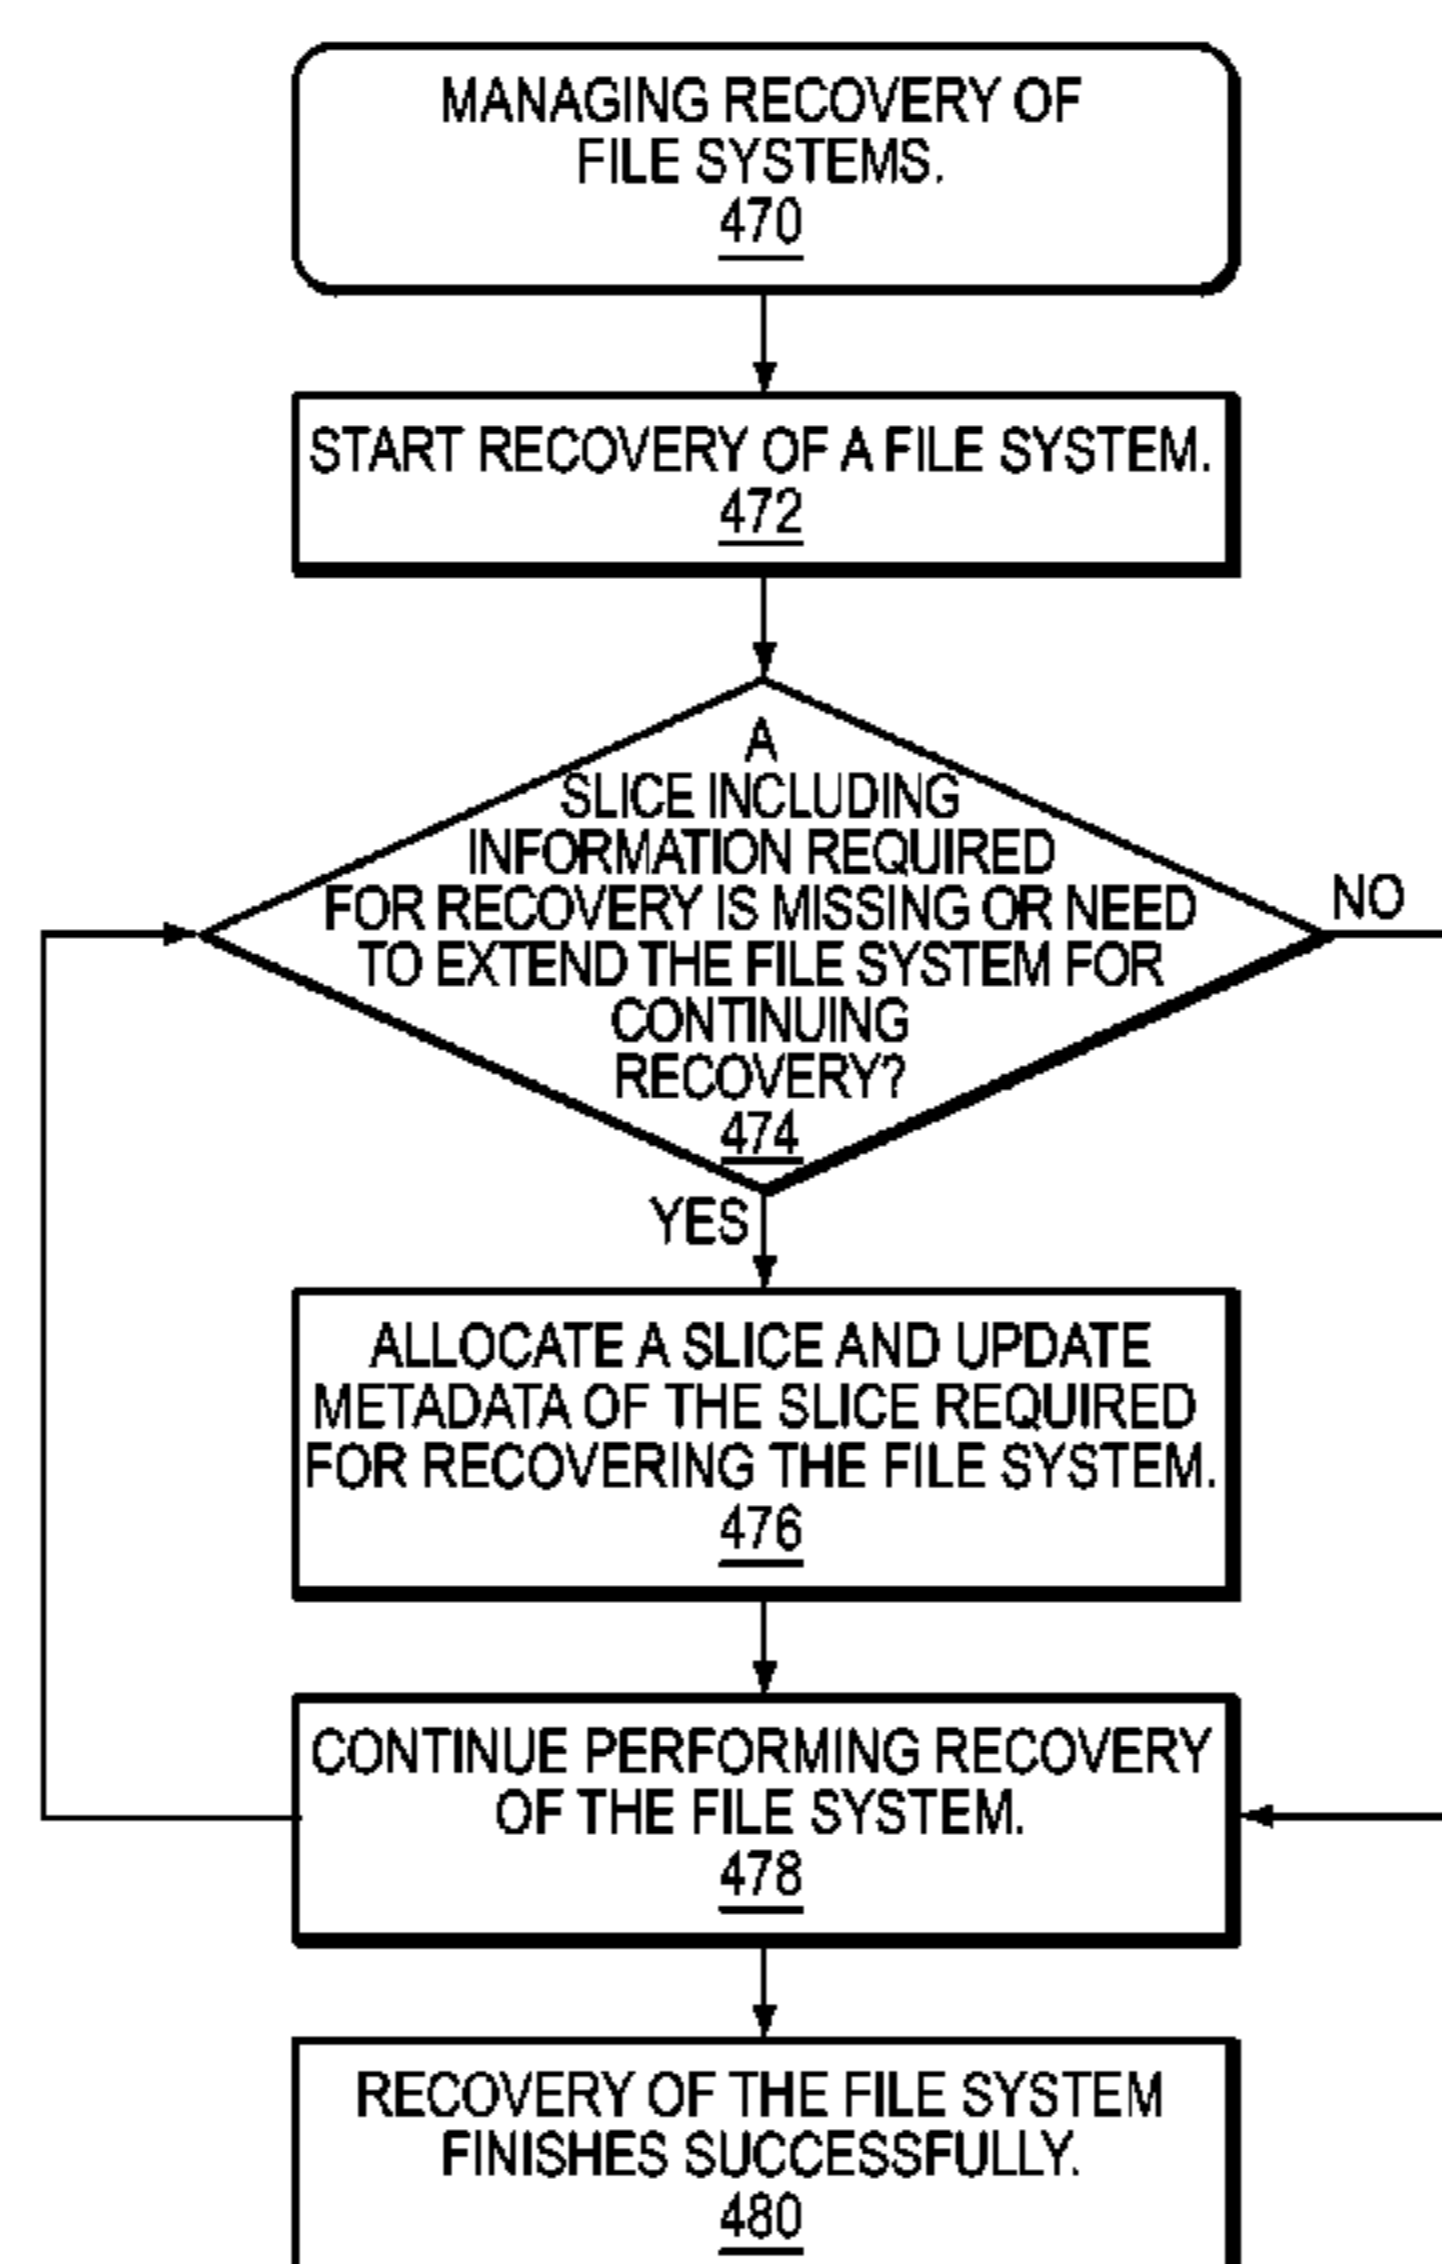 MANAGING RECOVERY OF
FILE SYSTEMS.
470
START RECOVERY OF A FILE SYSTEM.
472
A
SLICE INCLUDING
INFORMATION REQUIRED
FOR RECOVERY IS MISSING OR NEED
TO EXTEND THE FILE SYSTEM FOR
CONTINUING
RECOVERY?
474
NO
YES
ALLOCATE A SLICE AND UPDATE
METADATA OF THE SLICE REQUIRED
FOR RECOVERING THE FILE SYSTEM.
476
CONTINUE PERFORMING RECOVERY
OF THE FILE SYSTEM.
478
RECOVERY OF THE FILE SYSTEM
FINISHES SUCCESSFULLY.
480